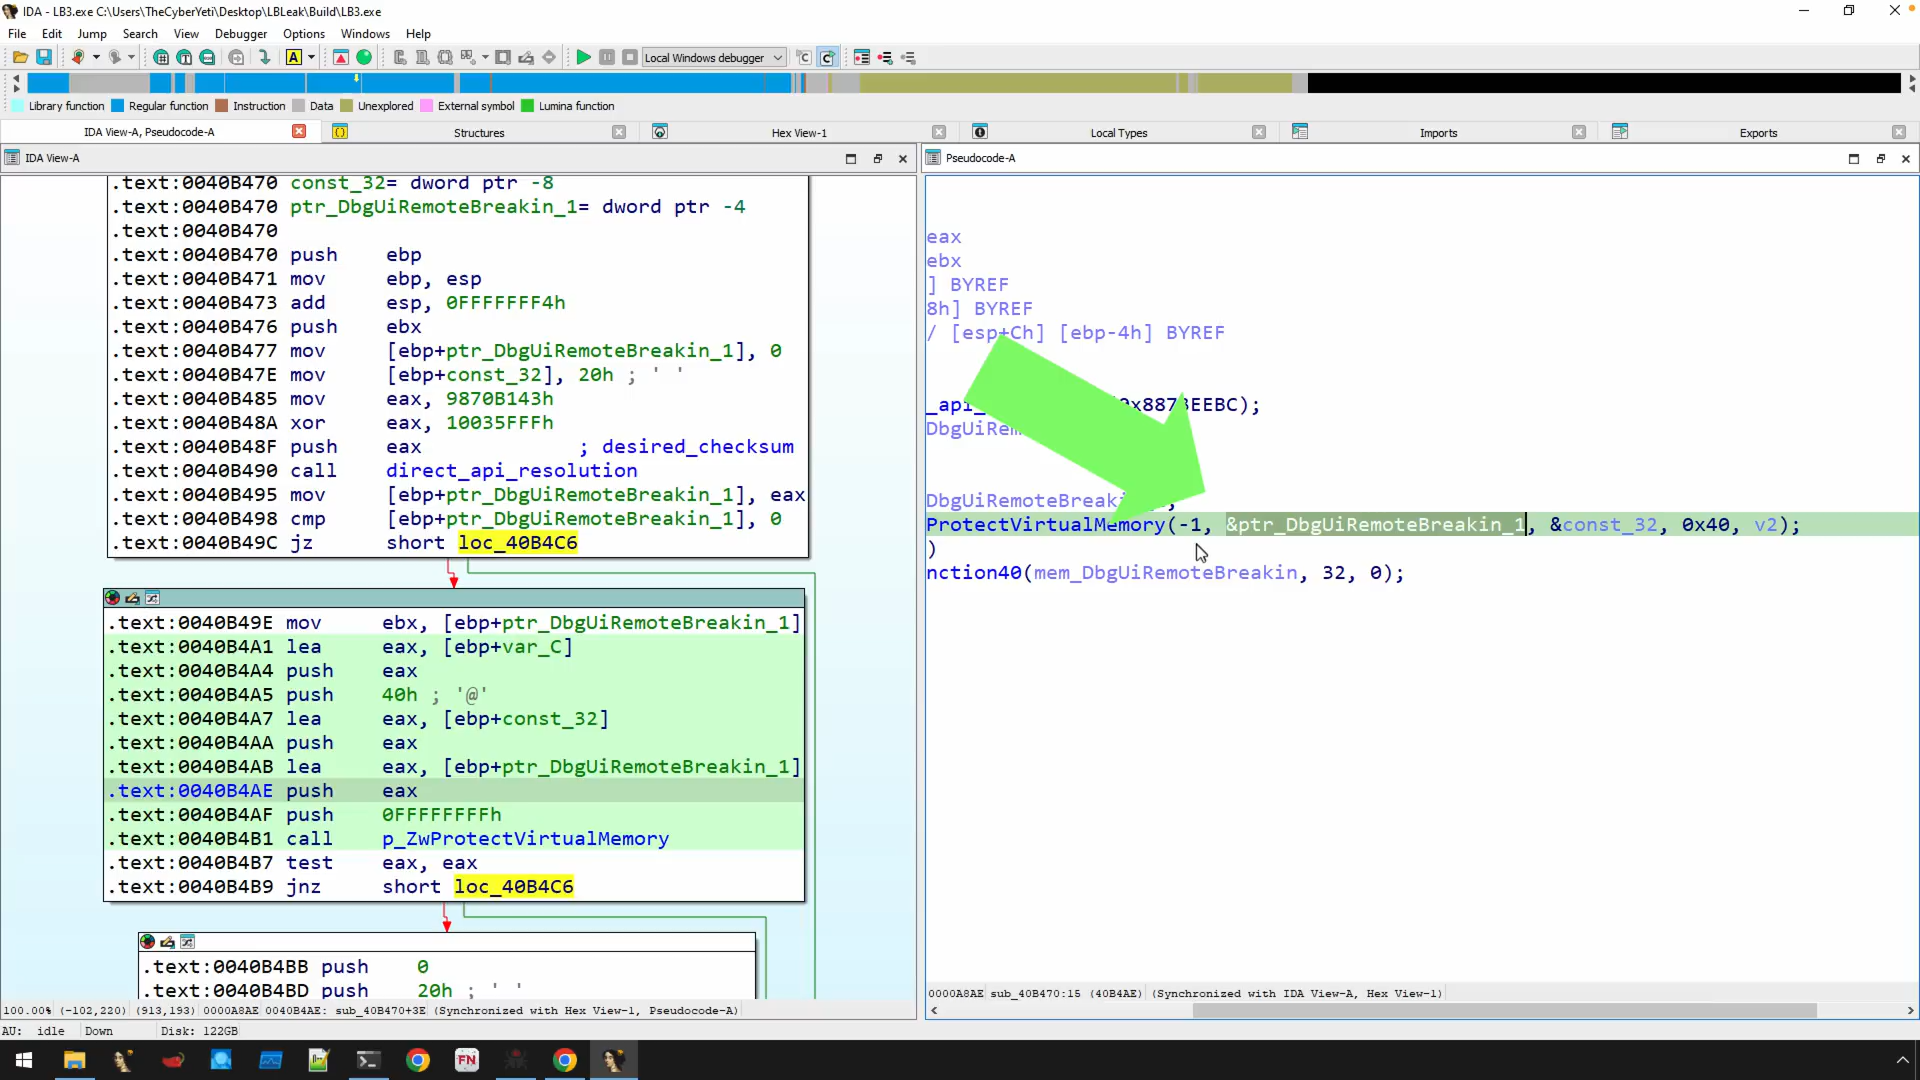 IDA - LB3.exe C:\Users\TheCyberYeti\Desktop\LBLeak\Build\LB3.exe
File Edit Jump Search View Debugger Options Windows Help
Local Windows debugger
Library function Regular function Instruction Data Unexplored External symbol Lumina function
IDA View-A, Pseudocode-A Structures Hex View-1 Local Types Imports Exports
IDA View-A
.text:0040B470 const_32= dword ptr -8
.text:0040B470 ptr_DbgUiRemoteBreakin_1= dword ptr -4
.text:0040B470
.text:0040B470 push ebp
.text:0040B471 mov ebp, esp
.text:0040B473 add esp, 0FFFFFFF4h
.text:0040B476 push ebx
.text:0040B477 mov [ebp+ptr_DbgUiRemoteBreakin_1], 0
.text:0040B47E mov [ebp+const_32], 20h ; ' '
.text:0040B485 mov eax, 9870B143h
.text:0040B48A xor eax, 10035FFFh
.text:0040B48F push eax ; desired_checksum
.text:0040B490 call direct_api_resolution
.text:0040B495 mov [ebp+ptr_DbgUiRemoteBreakin_1], eax
.text:0040B498 cmp [ebp+ptr_DbgUiRemoteBreakin_1], 0
.text:0040B49C jz short loc_40B4C6
.text:0040B49E mov ebx, [ebp+ptr_DbgUiRemoteBreakin_1]
.text:0040B4A1 lea eax, [ebp+var_C]
.text:0040B4A4 push eax
.text:0040B4A5 push 40h ; '@'
.text:0040B4A7 lea eax, [ebp+const_32]
.text:0040B4AA push eax
.text:0040B4AB lea eax, [ebp+ptr_DbgUiRemoteBreakin_1]
.text:0040B4AE push eax
.text:0040B4AF push 0FFFFFFFFh
.text:0040B4B1 call p_ZwProtectVirtualMemory
.text:0040B4B7 test eax, eax
.text:0040B4B9 jnz short loc_40B4C6
.text:0040B4BB push 0
.text:0040B4BD push 20h ; ' '
100.00% (-102,220) (913,193) 0000A8AE 0040B4AE: sub_40B470+3E (Synchronized with Hex View-1, Pseudocode-A)
Pseudocode-A
eax
ebx
] BYREF
8h] BYREF
/ [esp+Ch] [ebp-4h] BYREF
_api_ 0x8873EEBC);
DbgUiRem
DbgUiRemoteBreaki
ProtectVirtualMemory(-1, &ptr_DbgUiRemoteBreakin_1, &const_32, 0x40, v2);
)
nction40(mem_DbgUiRemoteBreakin, 32, 0);
0000A8AE sub_40B470:15 (40B4AE) (Synchronized with IDA View-A, Hex View-1)
AU: idle Down Disk: 122GB
FN